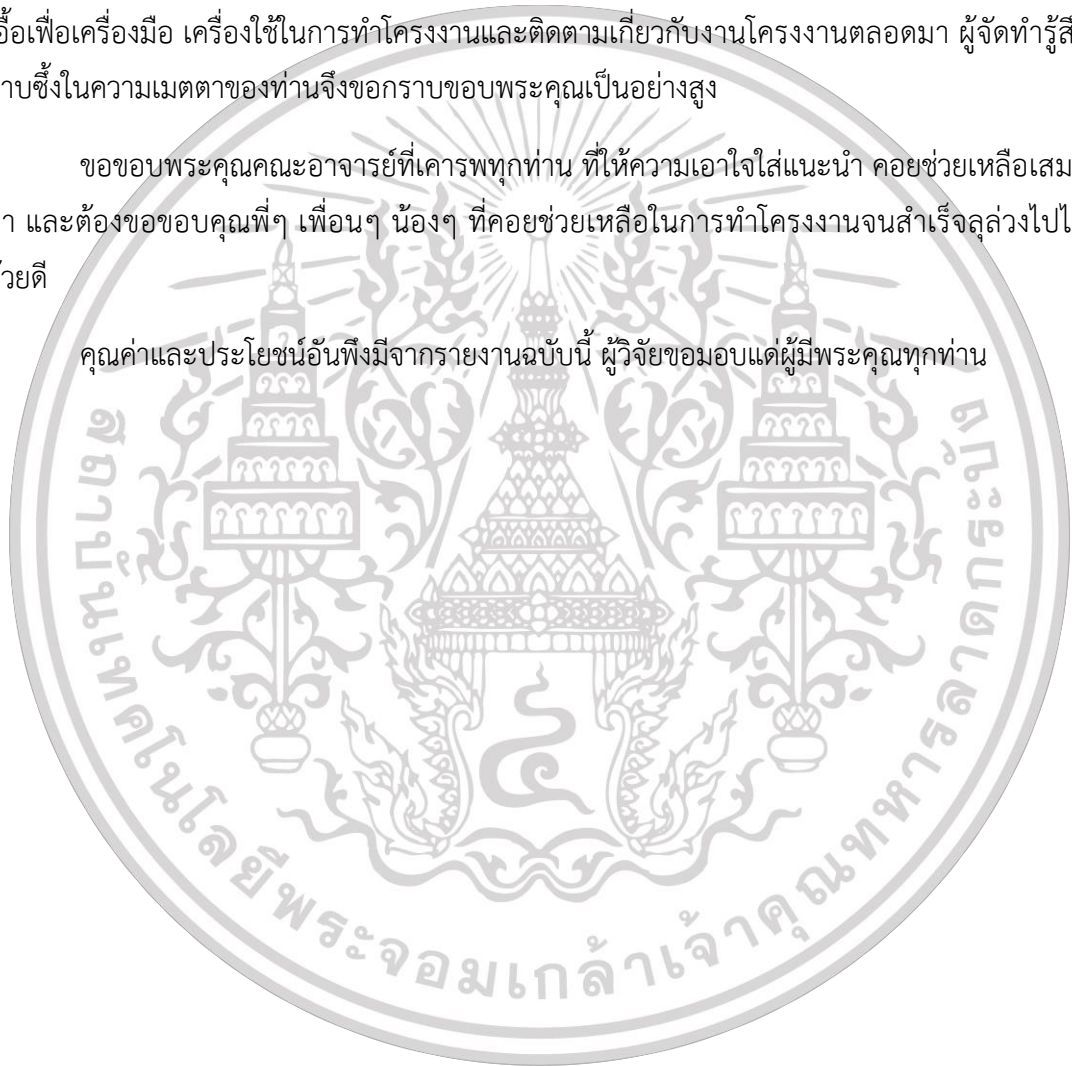 อื้อเฟื่อเครื่องมือ เครื่องใช้ในการทำโครงงานและติดตามเกี่ยวกับงานโครงงานตลอดมา ผู้จัดทำรู้สึ
าบซึ้งในความเมตตาของท่านจึงขอกราบขอบพระคุณเป็นอย่างสูง
ขอขอบพระคุณคณะอาจารย์ที่เคารพทุกท่าน ที่ให้ความเอาใจใส่แนะนำ คอยช่วยเหลือเสม
า และต้องขอขอบคุณพี่ๆ เพื่อนๆ น้องๆ ที่คอยช่วยเหลือในการทำโครงงานจนสำเร็จลุล่วงไปไ
้วยดี
คุณค่าและประโยชน์อันพึงมีจากรายงานฉบับนี้ ผู้วิจัยขอมอบแด่ผู้มีพระคุณทุกท่าน
สถาบันเทคโนโลยีพระจอมเกล้าเจ้าคุณทหารลาดกระบัง
๔